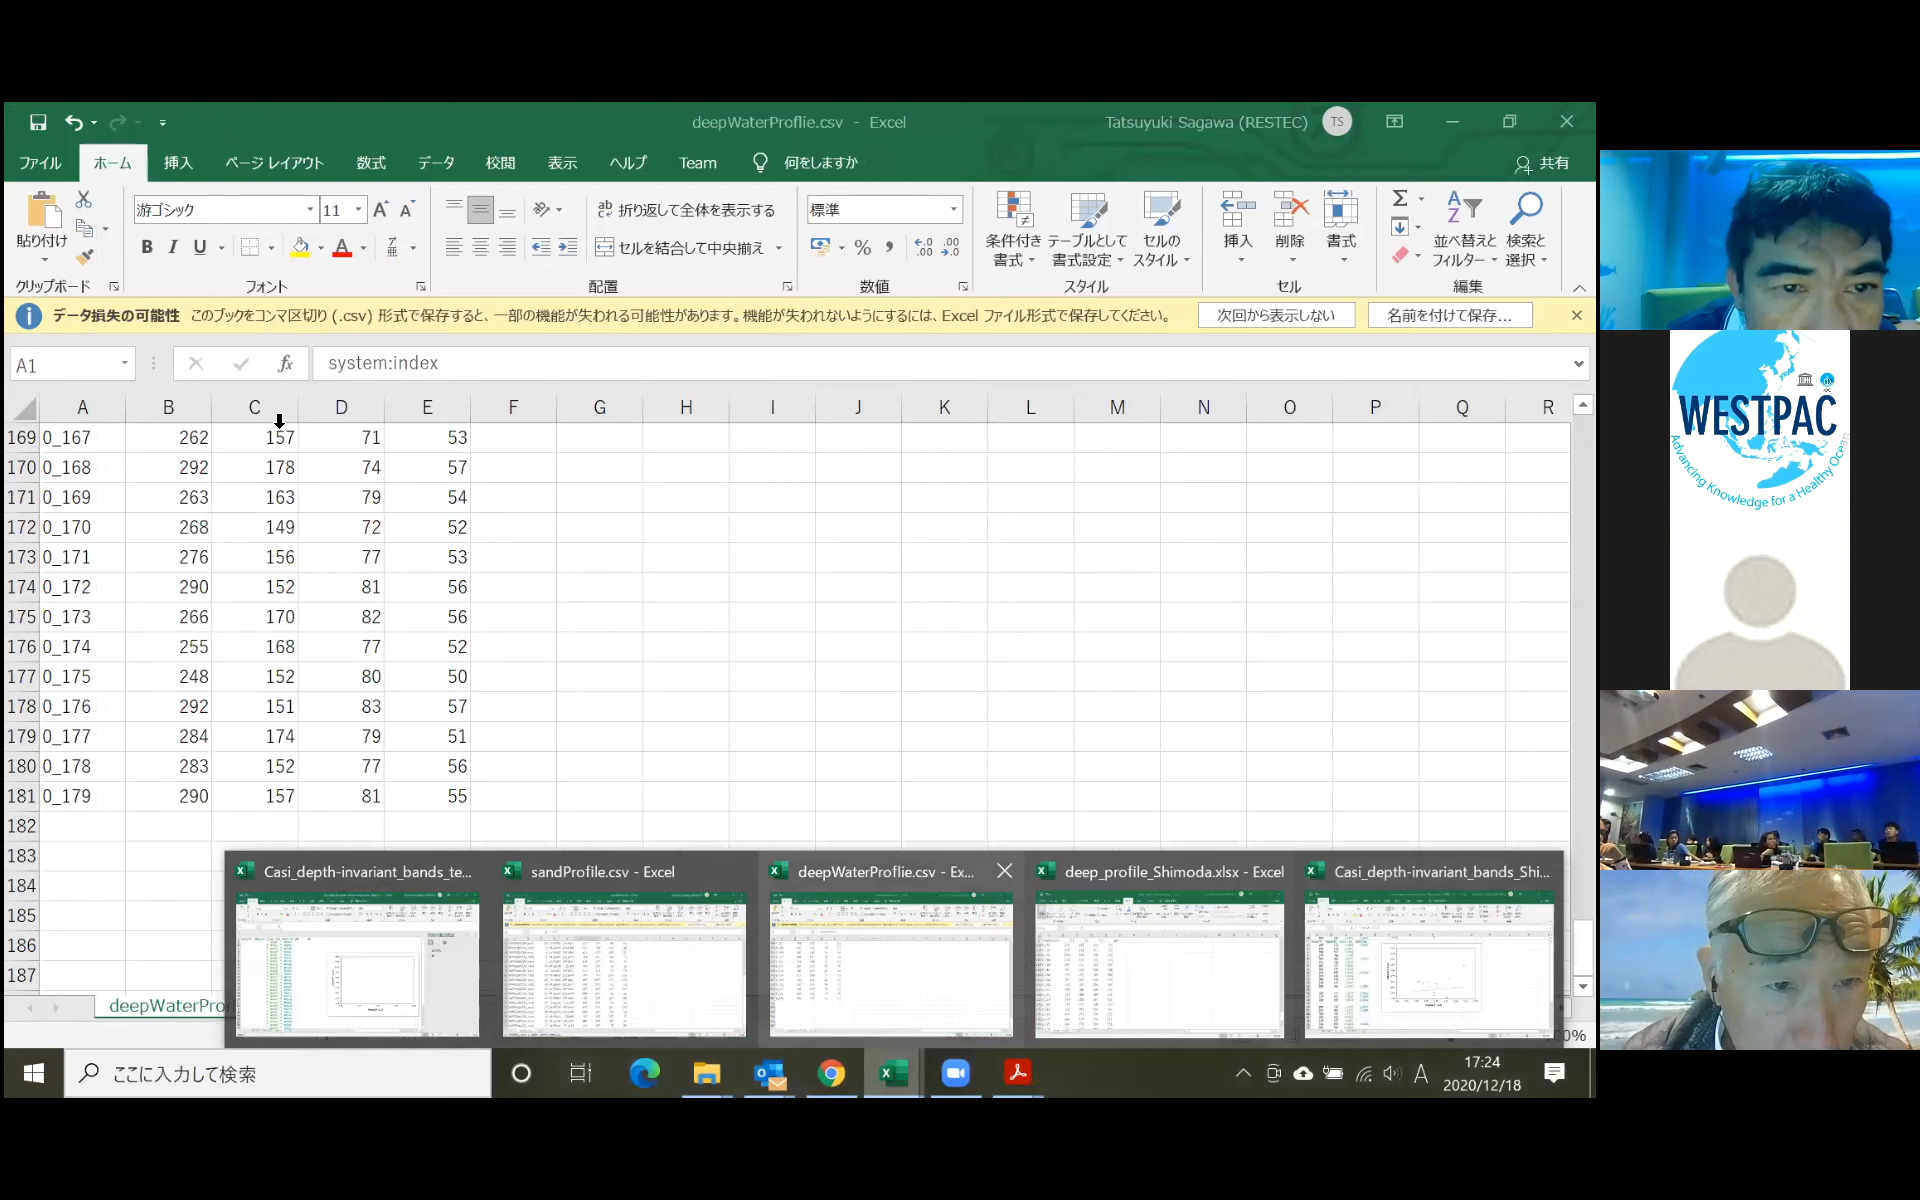 deepWaterProflie.csv - Excel
Tatsuyuki Sagawa (RESTEC)
TS
ファイル ホーム 挿入 ページ レイアウト 数式 データ 校閲 表示 ヘルプ Team 何をしますか 共有
貼り付け
クリップボード
游ゴシック 11
B I U
フォント
折り返して全体を表示する
セルを結合して中央揃え
配置
標準
数値
条件付き書式
テーブルとして書式設定
セルのスタイル
スタイル
挿入 削除 書式
セル
並べ替えとフィルター
検索と選択
編集
データ損失の可能性 このブックをコンマ区切り (.csv) 形式で保存すると、一部の機能が失われる可能性があります。機能が失われないようにするには、Excel ファイル形式で保存してください。 次回から表示しない 名前を付けて保存...
A1 fx system:index
A B C D E F G H I J K L M N O P Q R
169 0_167 262 157 71 53
170 0_168 292 178 74 57
171 0_169 263 163 79 54
172 0_170 268 149 72 52
173 0_171 276 156 77 53
174 0_172 290 152 81 56
175 0_173 266 170 82 56
176 0_174 255 168 77 52
177 0_175 248 152 80 50
178 0_176 292 151 83 57
179 0_177 284 174 79 51
180 0_178 283 152 77 56
181 0_179 290 157 81 55
182
183
184
185
186
187
deepWaterProfl
Casi_depth-invariant_bands_te...
sandProfile.csv - Excel
deepWaterProflie.csv - Ex...
deep_profile_Shimoda.xlsx - Excel
Casi_depth-invariant_bands_Shi...
ここに入力して検索
A
17:24
2020/12/18
WESTPAC
Advancing Knowledge for a Healthy Ocean